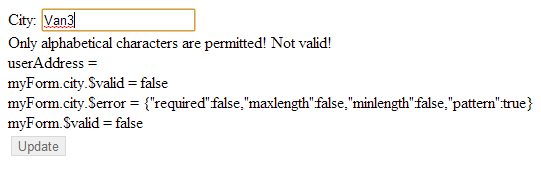 City: Van3
Only alphabetical characters are permitted! Not valid!
userAddress =
myForm.city.$valid = false
myForm.city.$error = {"required":false,"maxlength":false,"minlength":false,"pattern":true}
myForm.$valid = false
Update